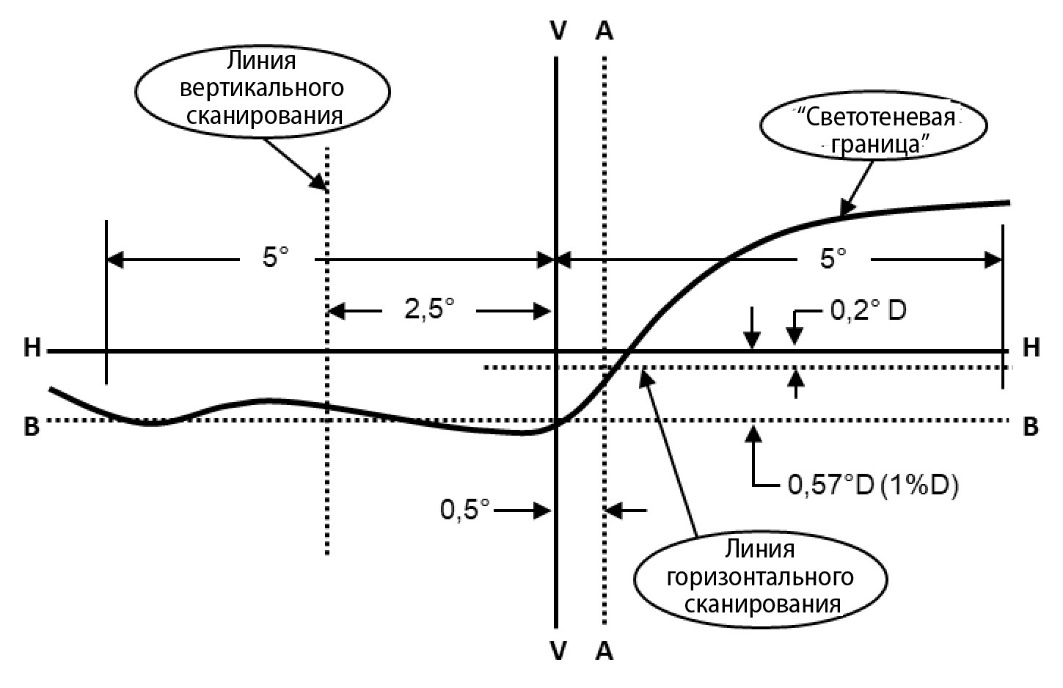 V A
Линия
вертикального
сканирования
“Светотеневая
граница”
5°
5°
2,5°
0,2° D
H
H
B
B
0,57°D (1%D)
0,5°
Линия
горизонтального
сканирования
V A